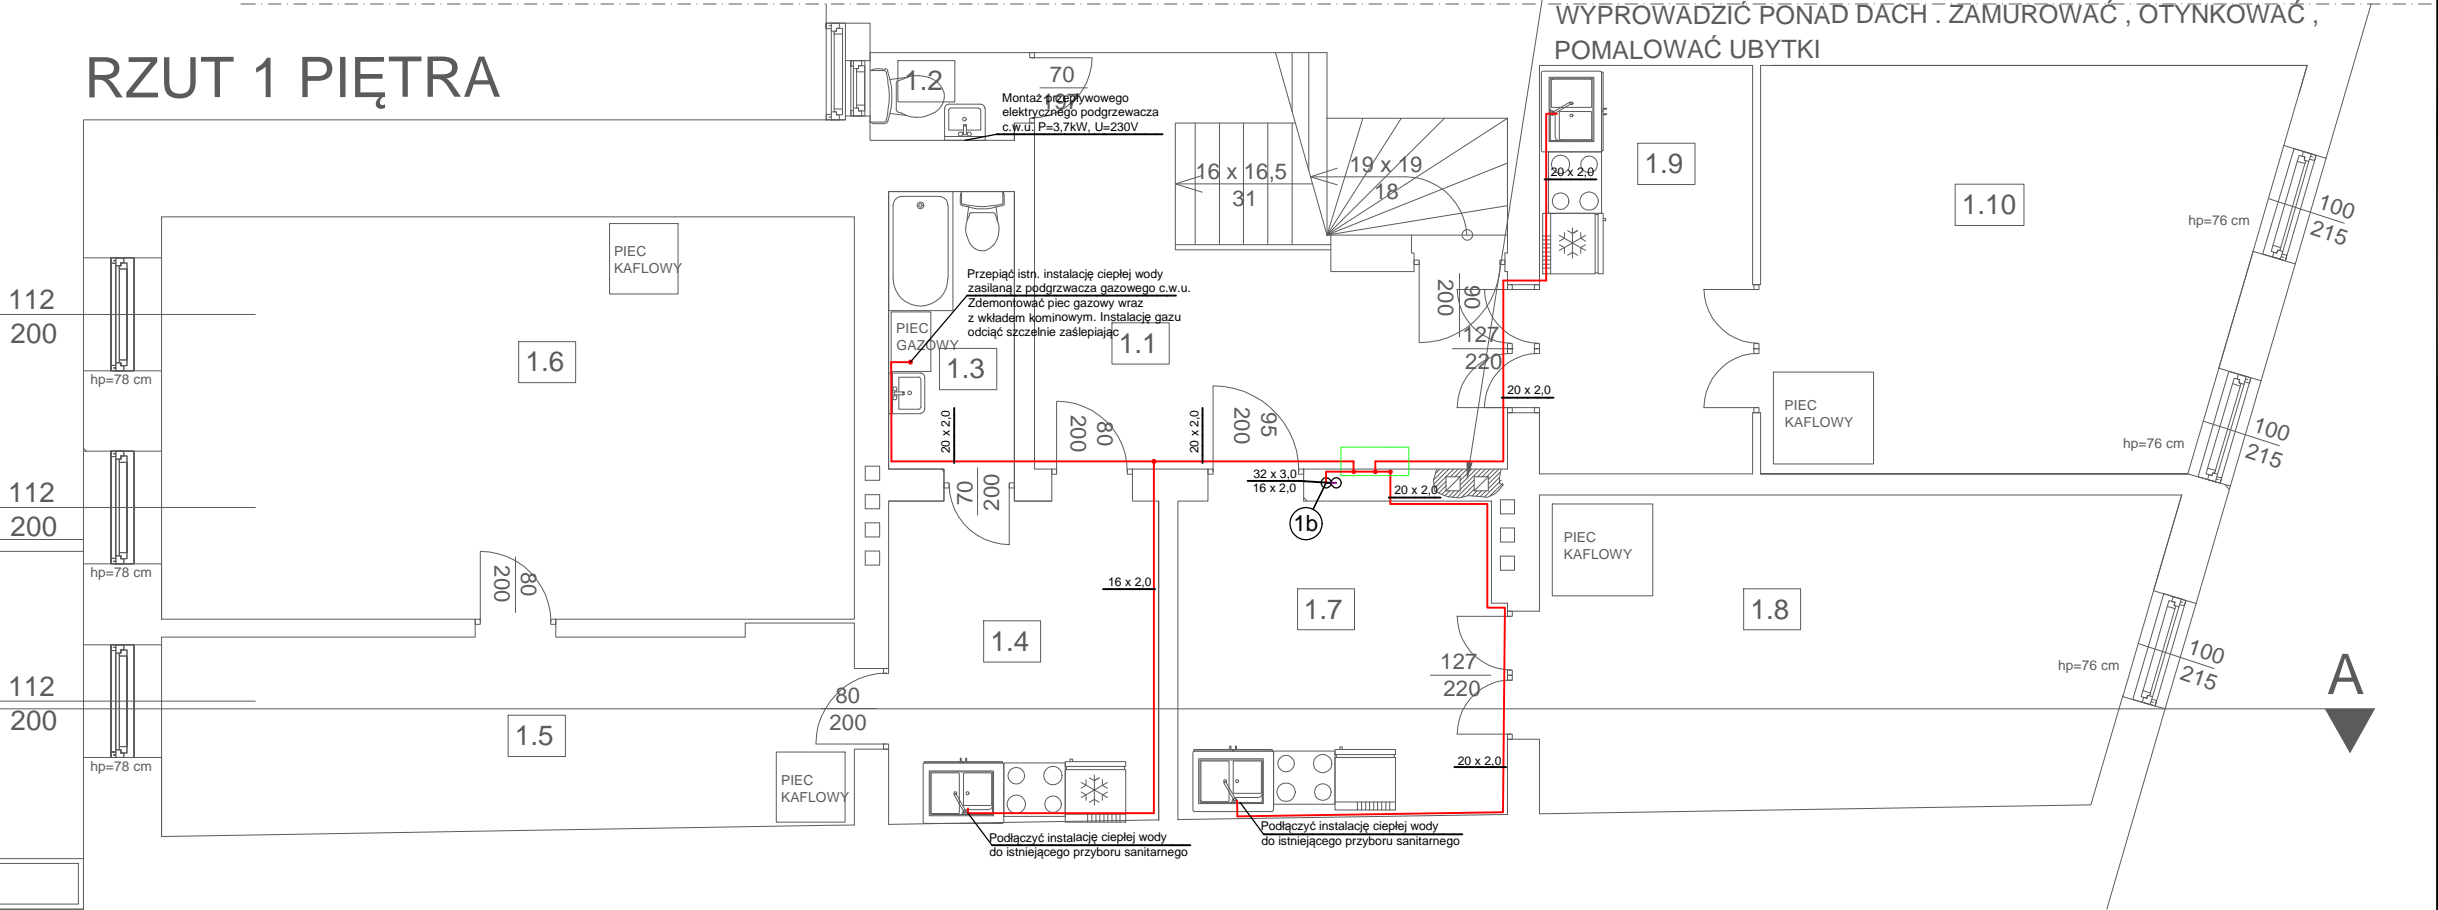 WYPROWADZIĆ PONAD DACH . ZAMUROWAĆ , OTYNKOWAĆ ,
POMALOWAĆ UBYTKI
RZUT 1 PIĘTRA
1.2
70
197
Montaż przepływowego
elektrycznego podgrzewacza
c.w.u. P=3,7kW, U=230V
16 x 16,5
31
19 x 19
18
20 x 2,0
1.9
1.10
hp=76 cm
100
215
PIEC
KAFLOWY
112
200
hp=78 cm
1.6
Przepiąć istn. instalację ciepłej wody
zasilaną z podgrzwacza gazowego c.w.u.
Zdemontować piec gazowy wraz
z wkładem kominowym. Instalację gazu
odciąć szczelnie zaślepiając
PIEC
GAZOWY
1.3
1.1
90
200
127
220
20 x 2,0
PIEC
KAFLOWY
hp=76 cm
100
215
20 x 2,0
80
200
20 x 2,0
95
200
32 x 3,0
16 x 2,0
20 x 2,0
1b
70
200
112
200
hp=78 cm
80
200
16 x 2,0
PIEC
KAFLOWY
1.4
1.7
1.8
127
220
hp=76 cm
100
215
A
112
200
hp=78 cm
1.5
80
200
PIEC
KAFLOWY
20 x 2,0
Podłączyć instalację ciepłej wody
do istniejącego przyboru sanitarnego
Podłączyć instalację ciepłej wody
do istniejącego przyboru sanitarnego